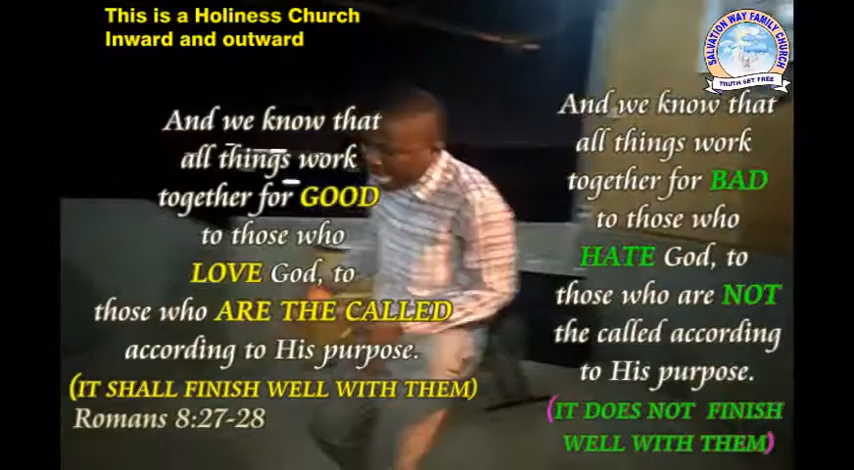 This is a Holiness Church
Inward and outward
SALVATION WAY FAMILY CHURCH
TRUTH SET FREE
And we know that
all things work
together for GOOD
to those who
LOVE God, to
those who ARE THE CALLED
according to His purpose.
(IT SHALL FINISH WELL WITH THEM)
Romans 8:27-28
And we know that
all things work
together for BAD
to those who
HATE God, to
those who are NOT
the called according
to His purpose.
(IT DOES NOT FINISH
WELL WITH THEM)